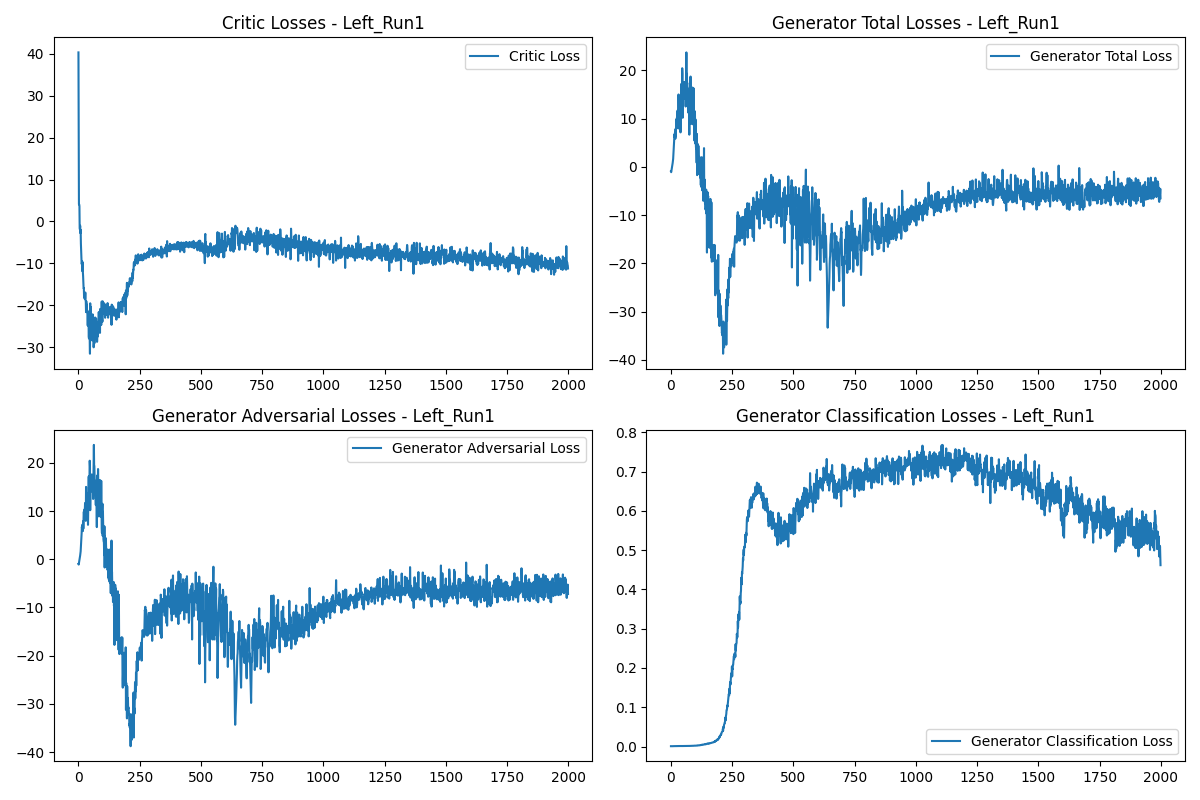 Critic Losses - Left_Run1
Critic Loss
40
30
20
10
0
−10
−20
−30
0 250 500 750 1000 1250 1500 1750 2000
Generator Total Losses - Left_Run1
Generator Total Loss
20
10
0
−10
−20
−30
−40
0 250 500 750 1000 1250 1500 1750 2000
Generator Adversarial Losses - Left_Run1
Generator Adversarial Loss
20
10
0
−10
−20
−30
−40
0 250 500 750 1000 1250 1500 1750 2000
Generator Classification Losses - Left_Run1
0.8
0.7
0.6
0.5
0.4
0.3
0.2
0.1
0.0
Generator Classification Loss
0 250 500 750 1000 1250 1500 1750 2000